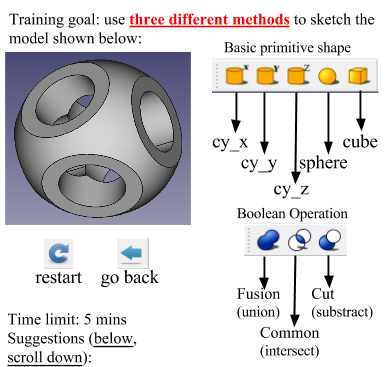 Training goal: use three different methods to sketch the
model shown below:
Basic primitive shape
X Y Z
cy_x
cy_y
cy_z
sphere
cube
Boolean Operation
restart
go back
Fusion
(union)
Cut
(substract)
Common
(intersect)
Time limit: 5 mins
Suggestions (below,
scroll down):